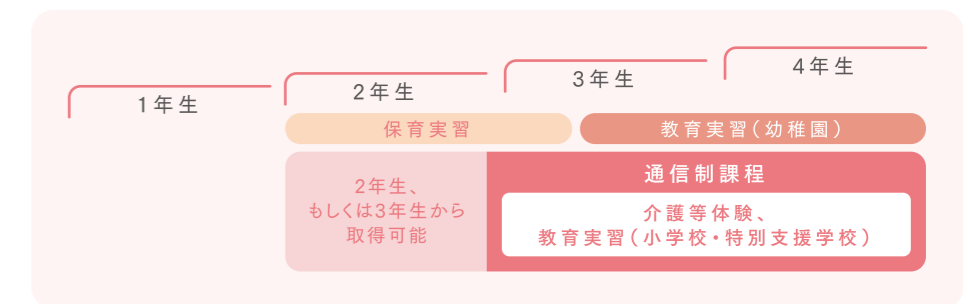 1年生
2年生
3年生
4年生
保育実習
教育実習(幼稚園)
2年生、
もしくは3年生から
取得可能
通信制課程
介護等体験、
教育実習(小学校・特別支援学校)